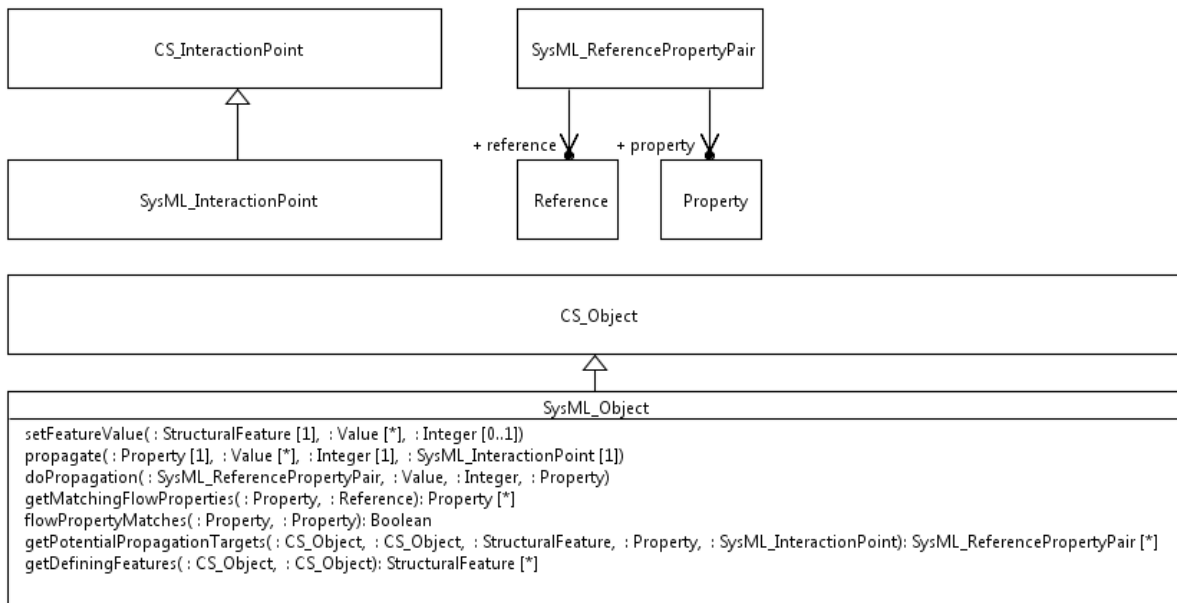 CS_InteractionPoint
SysML_ReferencePropertyPair
+ reference
+ property
SysML_InteractionPoint
Reference
Property
CS_Object
SysML_Object
setFeatureValue( : StructuralFeature [1],  : Value [*],  : Integer [0..1])
propagate( : Property [1],  : Value [*],  : Integer [1],  : SysML_InteractionPoint [1])
doPropagation( : SysML_ReferencePropertyPair,  : Value,  : Integer,  : Property)
getMatchingFlowProperties( : Property,  : Reference): Property [*]
flowPropertyMatches( : Property,  : Property): Boolean
getPotentialPropagationTargets( : CS_Object,  : CS_Object,  : StructuralFeature,  : Property,  : SysML_InteractionPoint): SysML_ReferencePropertyPair [*]
getDefiningFeatures( : CS_Object,  : CS_Object): StructuralFeature [*]